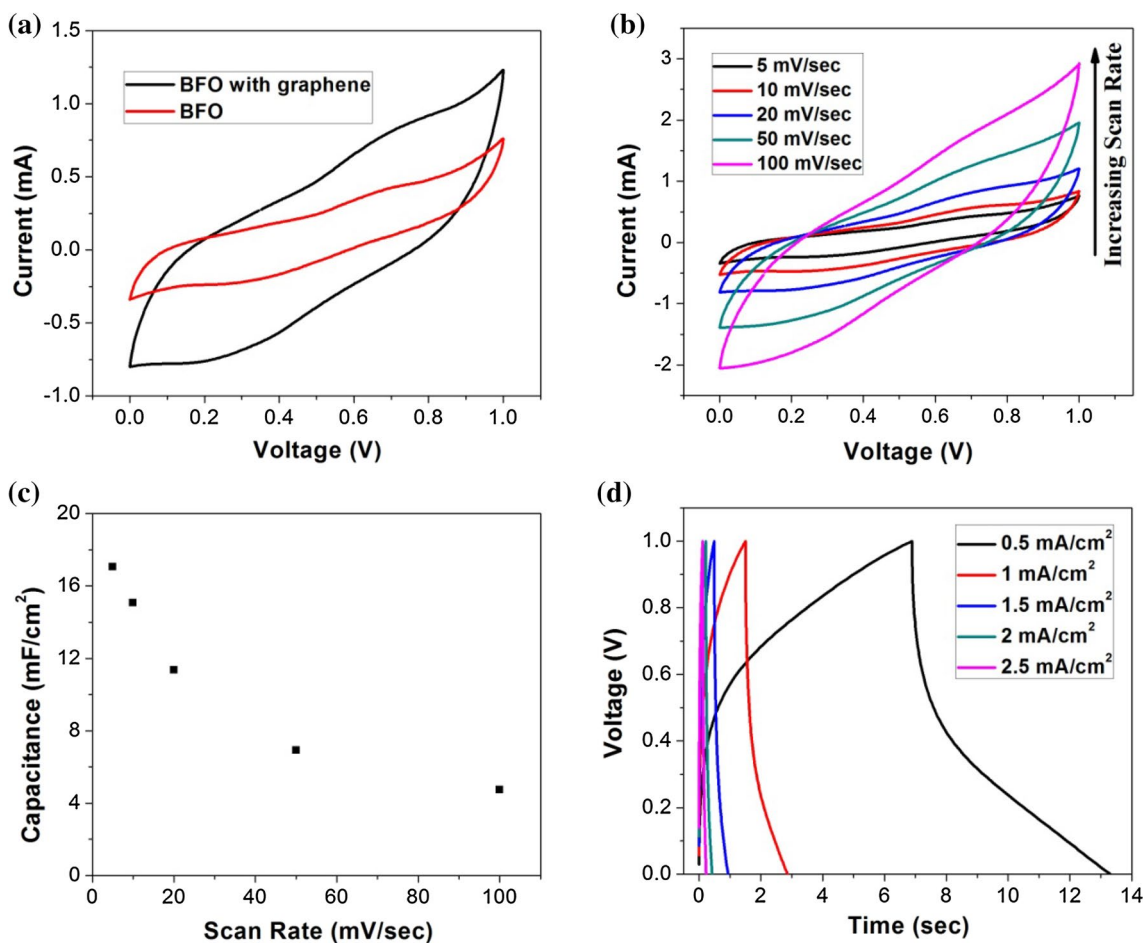 (a)
1.5
1.0
0.5
0.0
-0.5
-1.0
Current (mA)
BFO with graphene
BFO
0.0 0.2 0.4 0.6 0.8 1.0
Voltage (V)
(b)
3
2
1
0
-1
-2
Current (mA)
5 mV/sec
10 mV/sec
20 mV/sec
50 mV/sec
100 mV/sec
Increasing Scan Rate
0.0 0.2 0.4 0.6 0.8 1.0
Voltage (V)
(c)
20
16
12
8
4
0
Capacitance (mF/cm²)
0 20 40 60 80 100
Scan Rate (mV/sec)
(d)
1.0
0.8
0.6
0.4
0.2
0.0
Voltage (V)
0.5 mA/cm²
1 mA/cm²
1.5 mA/cm²
2 mA/cm²
2.5 mA/cm²
0 2 4 6 8 10 12 14
Time (sec)